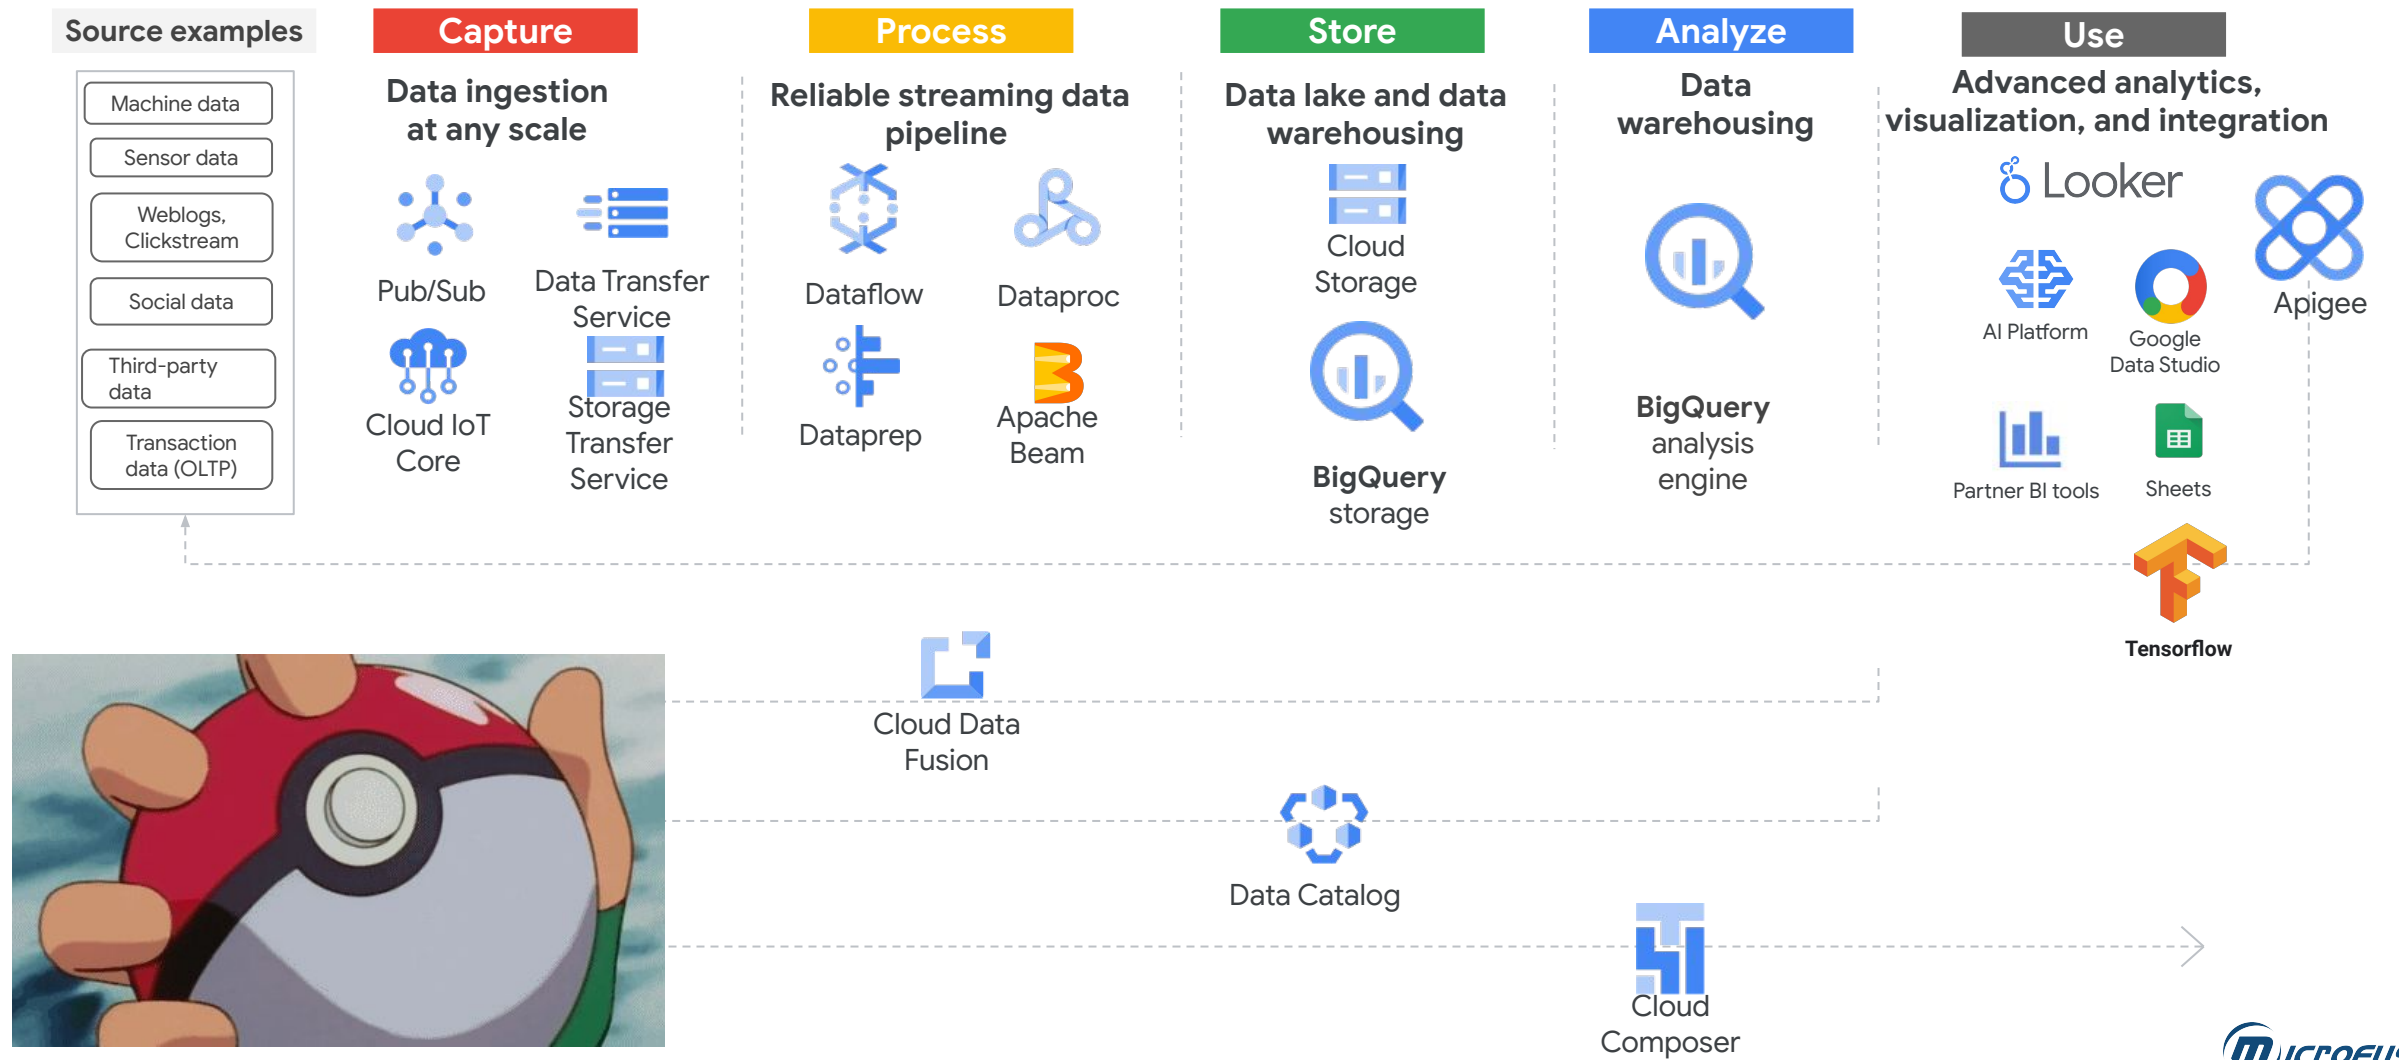 Source examples
Machine data
Sensor data
Weblogs,
Clickstream
Social data
Third-party
data
Transaction
data (OLTP)
Capture
Data ingestion
at any scale
Pub/Sub
Data Transfer
Service
Cloud IoT
Core
Storage
Transfer
Service
Process
Reliable streaming data
pipeline
Dataflow
Dataproc
Dataprep
Apache
Beam
Store
Data lake and data
warehousing
Cloud
Storage
BigQuery
storage
Analyze
Data
warehousing
BigQuery
analysis
engine
Use
Advanced analytics,
visualization, and integration
Looker
Apigee
AI Platform
Google
Data Studio
Partner BI tools
Sheets
Tensorflow
Cloud Data
Fusion
Data Catalog
Cloud
Composer